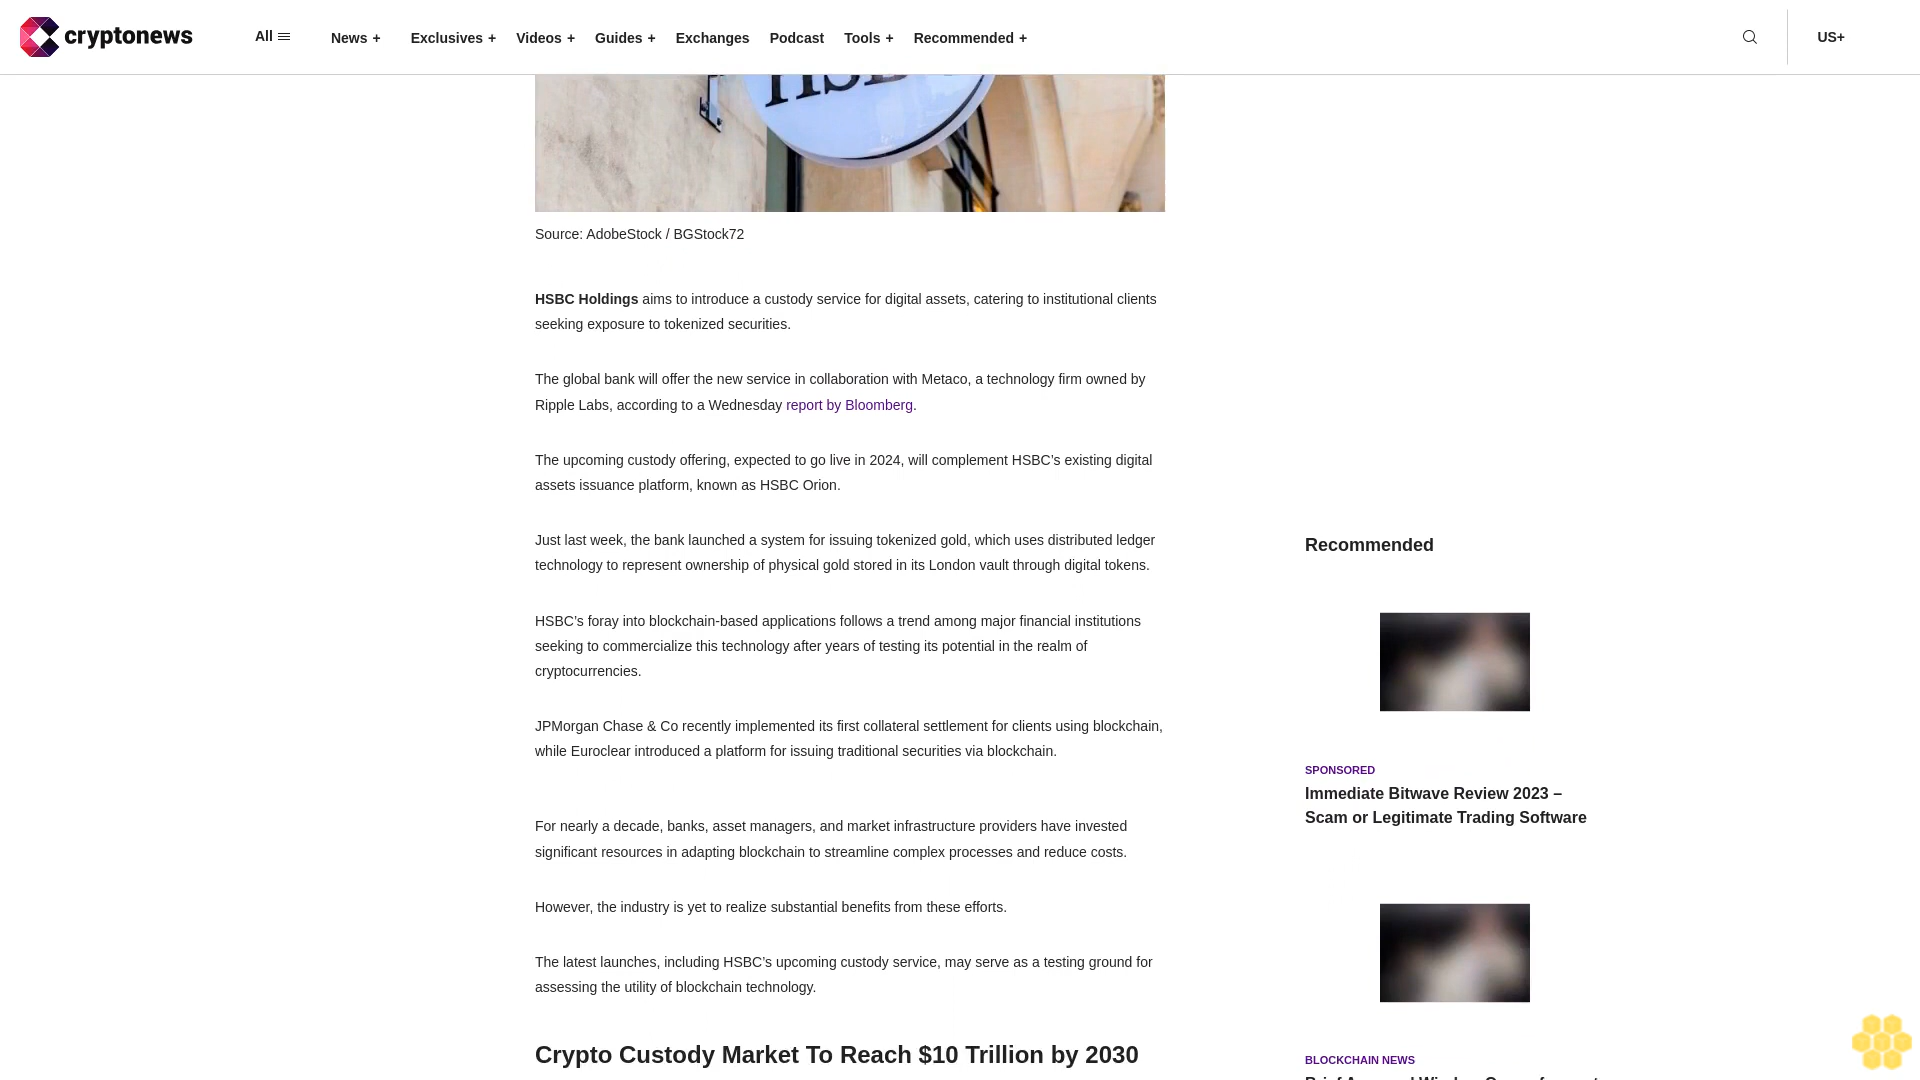 cryptonews
All
News +
Exclusives +
Videos +
Guides +
Exchanges
Podcast
Tools +
Recommended +
US+
HSBC
Source: AdobeStock / BGStock72
HSBC Holdings aims to introduce a custody service for digital assets, catering to institutional clients
seeking exposure to tokenized securities.
The global bank will offer the new service in collaboration with Metaco, a technology firm owned by
Ripple Labs, according to a Wednesday report by Bloomberg.
The upcoming custody offering, expected to go live in 2024, will complement HSBC’s existing digital
assets issuance platform, known as HSBC Orion.
Just last week, the bank launched a system for issuing tokenized gold, which uses distributed ledger
technology to represent ownership of physical gold stored in its London vault through digital tokens.
HSBC’s foray into blockchain-based applications follows a trend among major financial institutions
seeking to commercialize this technology after years of testing its potential in the realm of
cryptocurrencies.
JPMorgan Chase & Co recently implemented its first collateral settlement for clients using blockchain,
while Euroclear introduced a platform for issuing traditional securities via blockchain.
For nearly a decade, banks, asset managers, and market infrastructure providers have invested
significant resources in adapting blockchain to streamline complex processes and reduce costs.
However, the industry is yet to realize substantial benefits from these efforts.
The latest launches, including HSBC’s upcoming custody service, may serve as a testing ground for
assessing the utility of blockchain technology.
Crypto Custody Market To Reach $10 Trillion by 2030
Recommended
SPONSORED
Immediate Bitwave Review 2023 –
Scam or Legitimate Trading Software
BLOCKCHAIN NEWS